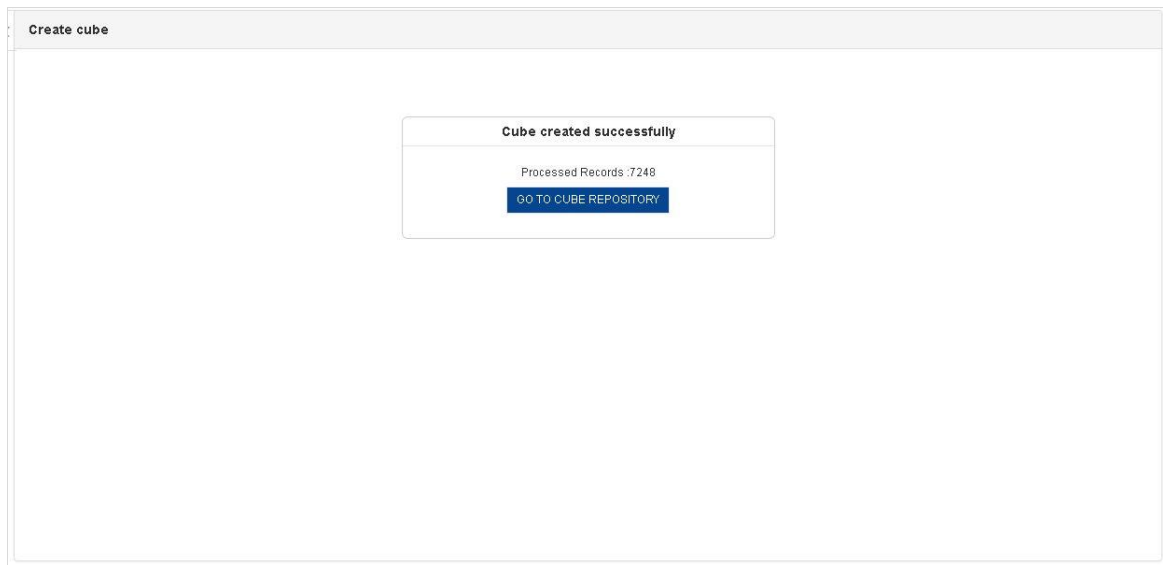 Create cube
Cube created successfully
Processed Records :7248
GO TO CUBE REPOSITORY